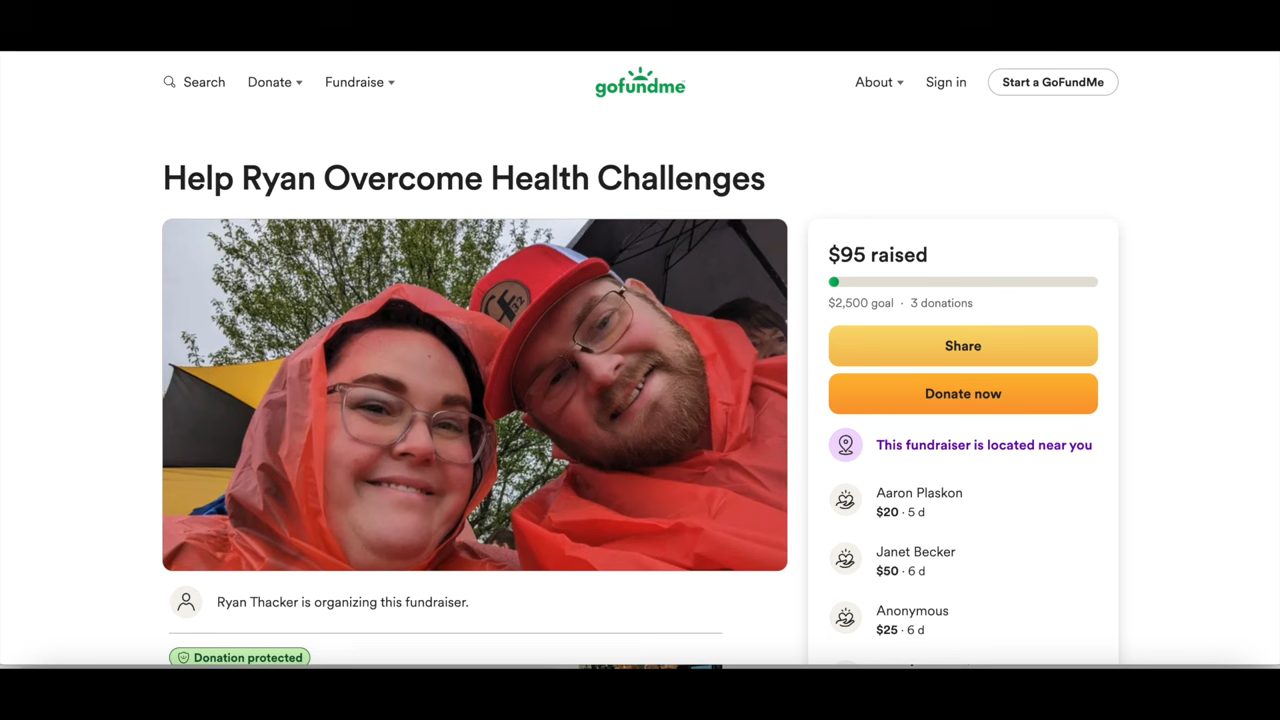 Search Donate Fundraise gofundme About Sign in Start a GoFundMe
Help Ryan Overcome Health Challenges
CF
32
$95 raised
$2,500 goal · 3 donations
Share
Donate now
This fundraiser is located near you
Aaron Plaskon
$20 · 5 d
Janet Becker
$50 · 6 d
Anonymous
$25 · 6 d
Ryan Thacker is organizing this fundraiser.
Donation protected